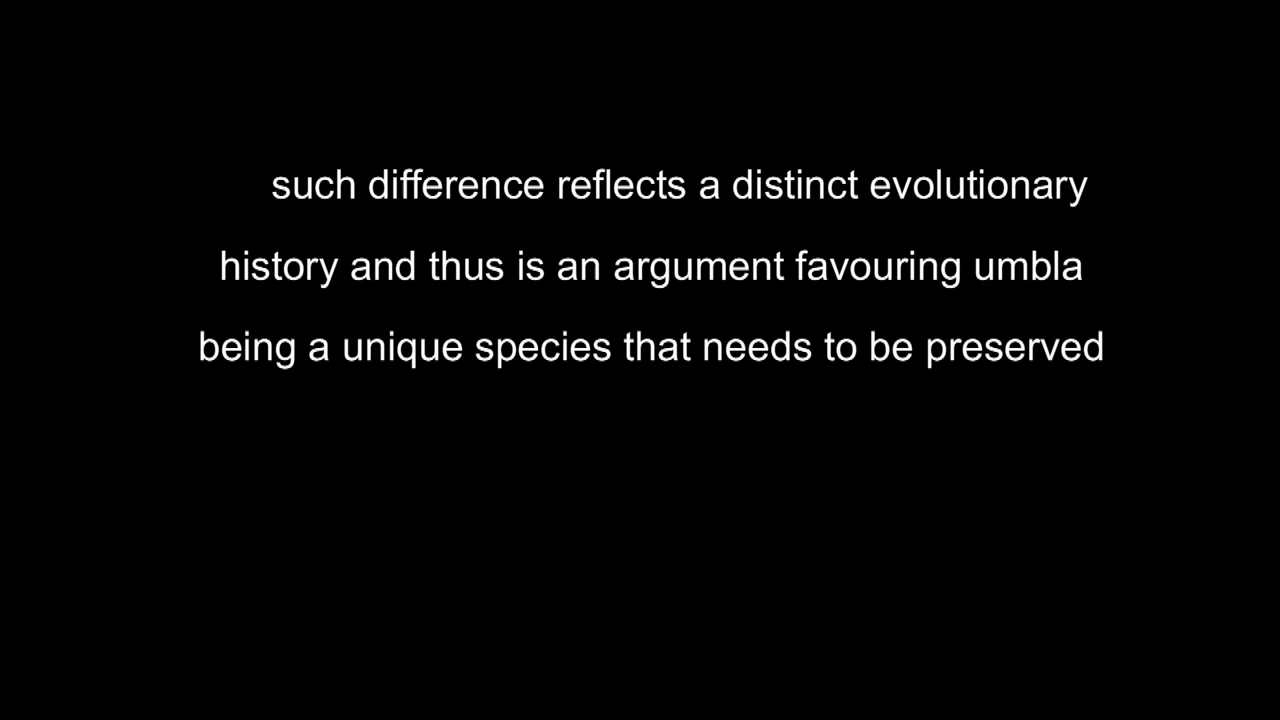 such difference reflects a distinct evolutionary
history and thus is an argument favouring umbla
being a unique species that needs to be preserved